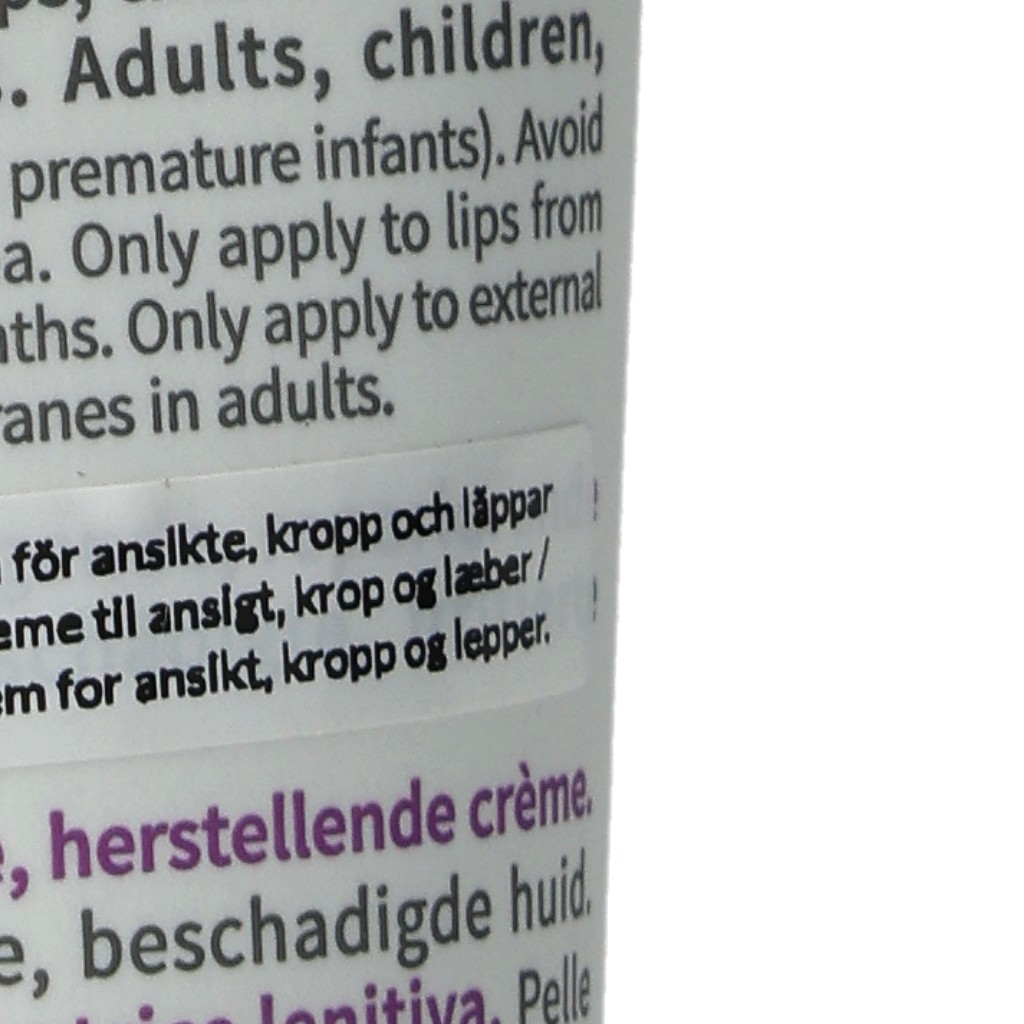 . Adults, children,
premature infants). Avoid
a. Only apply to lips from
ths. Only apply to external
anes in adults.
för ansikte, kropp och läppar
eme til ansigt, krop og læber /
em for ansikt, kropp og lepper.
, herstellende crème.
e, beschadigde huid.
lenitiva. Pelle